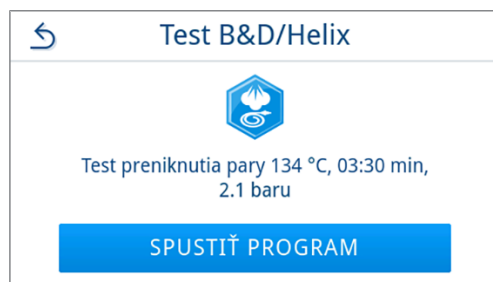 Test B&D/Helix
Test preniknutia pary 134 °C, 03:30 min,
2.1 baru
SPUSTIŤ PROGRAM